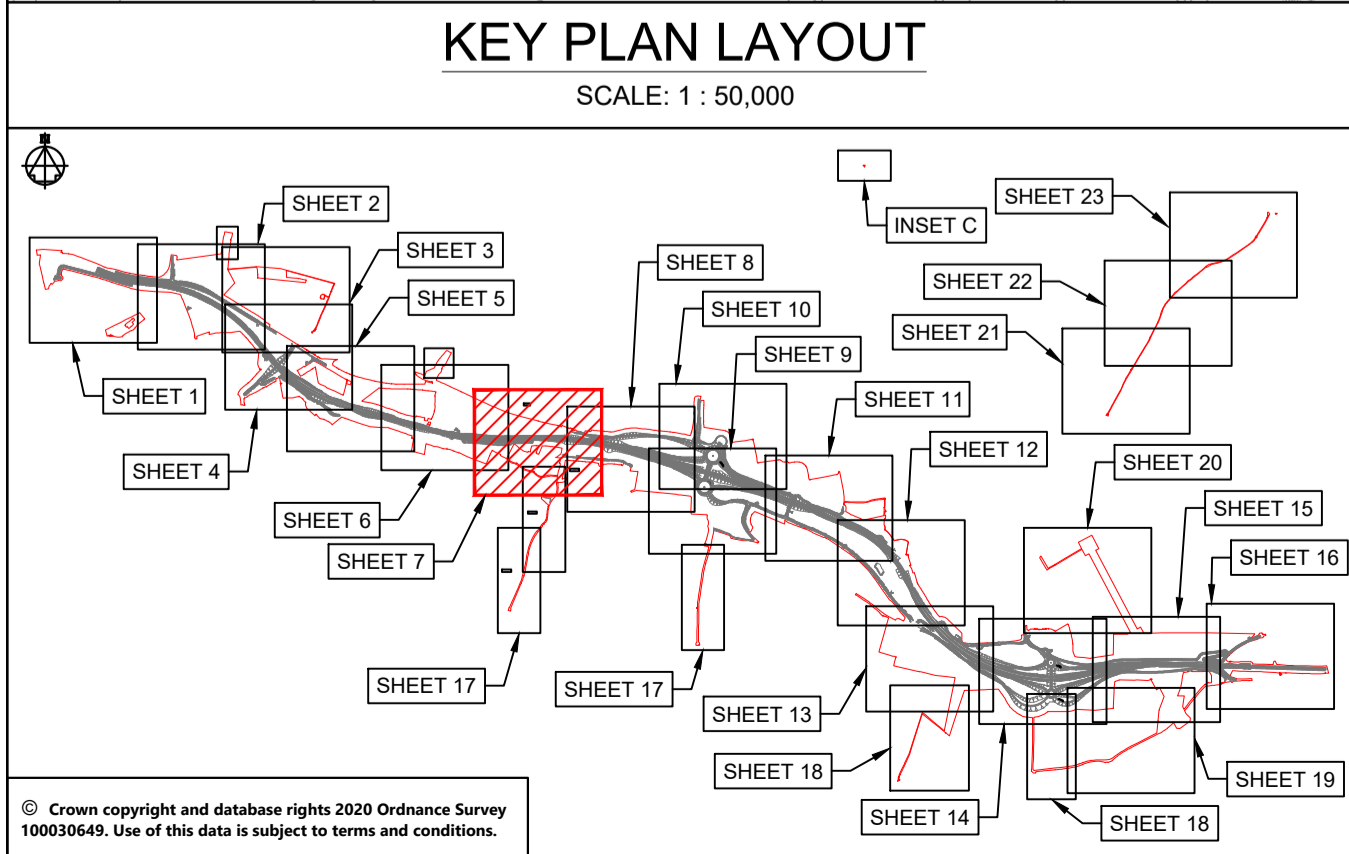 KEY PLAN LAYOUT
SCALE: 1 : 50,000
N
SHEET 2
SHEET 3
SHEET 5
SHEET 1
SHEET 4
SHEET 6
SHEET 7
SHEET 8
SHEET 10
SHEET 9
SHEET 11
SHEET 12
INSET C
SHEET 23
SHEET 22
SHEET 21
SHEET 20
SHEET 15
SHEET 16
SHEET 17
SHEET 17
SHEET 13
SHEET 18
SHEET 14
SHEET 18
SHEET 19
© Crown copyright and database rights 2020 Ordnance Survey
100030649. Use of this data is subject to terms and conditions.